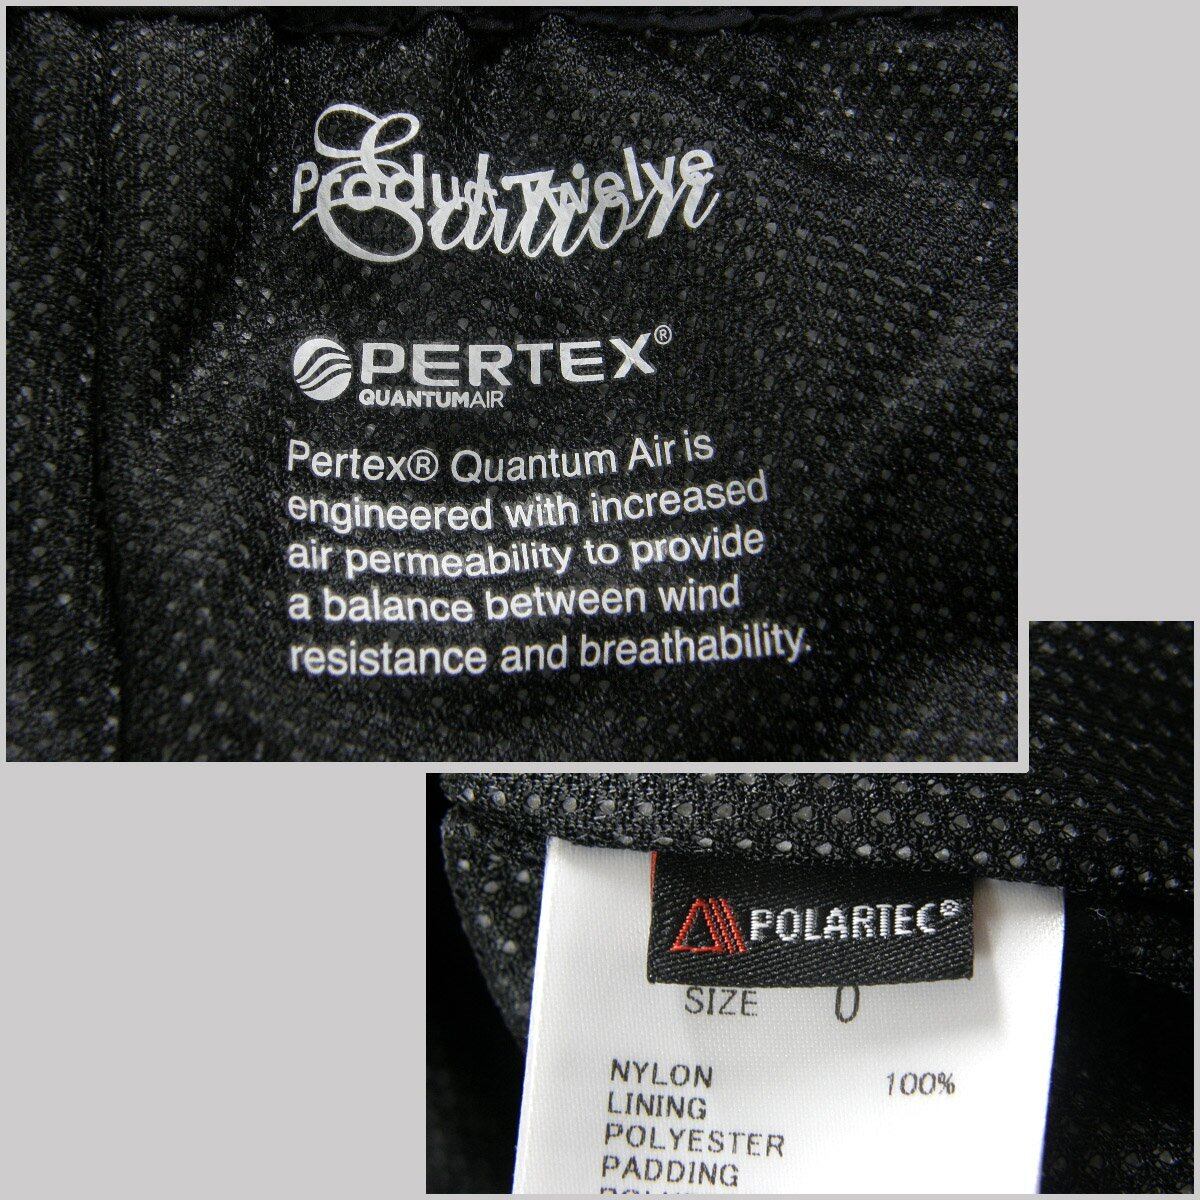 Product Twelve
Edition
PERTEX®
QUANTUMAIR
Pertex® Quantum Air is
engineered with increased
air permeability to provide
a balance between wind
resistance and breathability.
POLARTEC®
SIZE 0
NYLON 100%
LINING
POLYESTER
PADDING